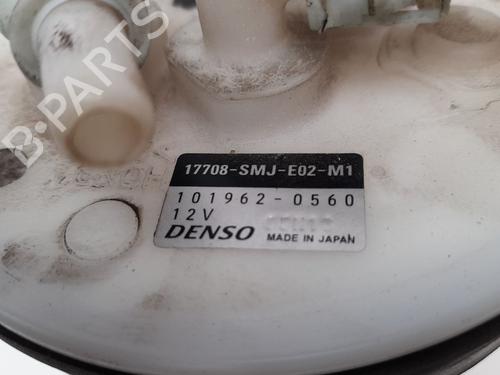 B-PARTS
17708-SMJ-E02-M1
101962-0560
12V
DENSO
MADE IN JAPAN